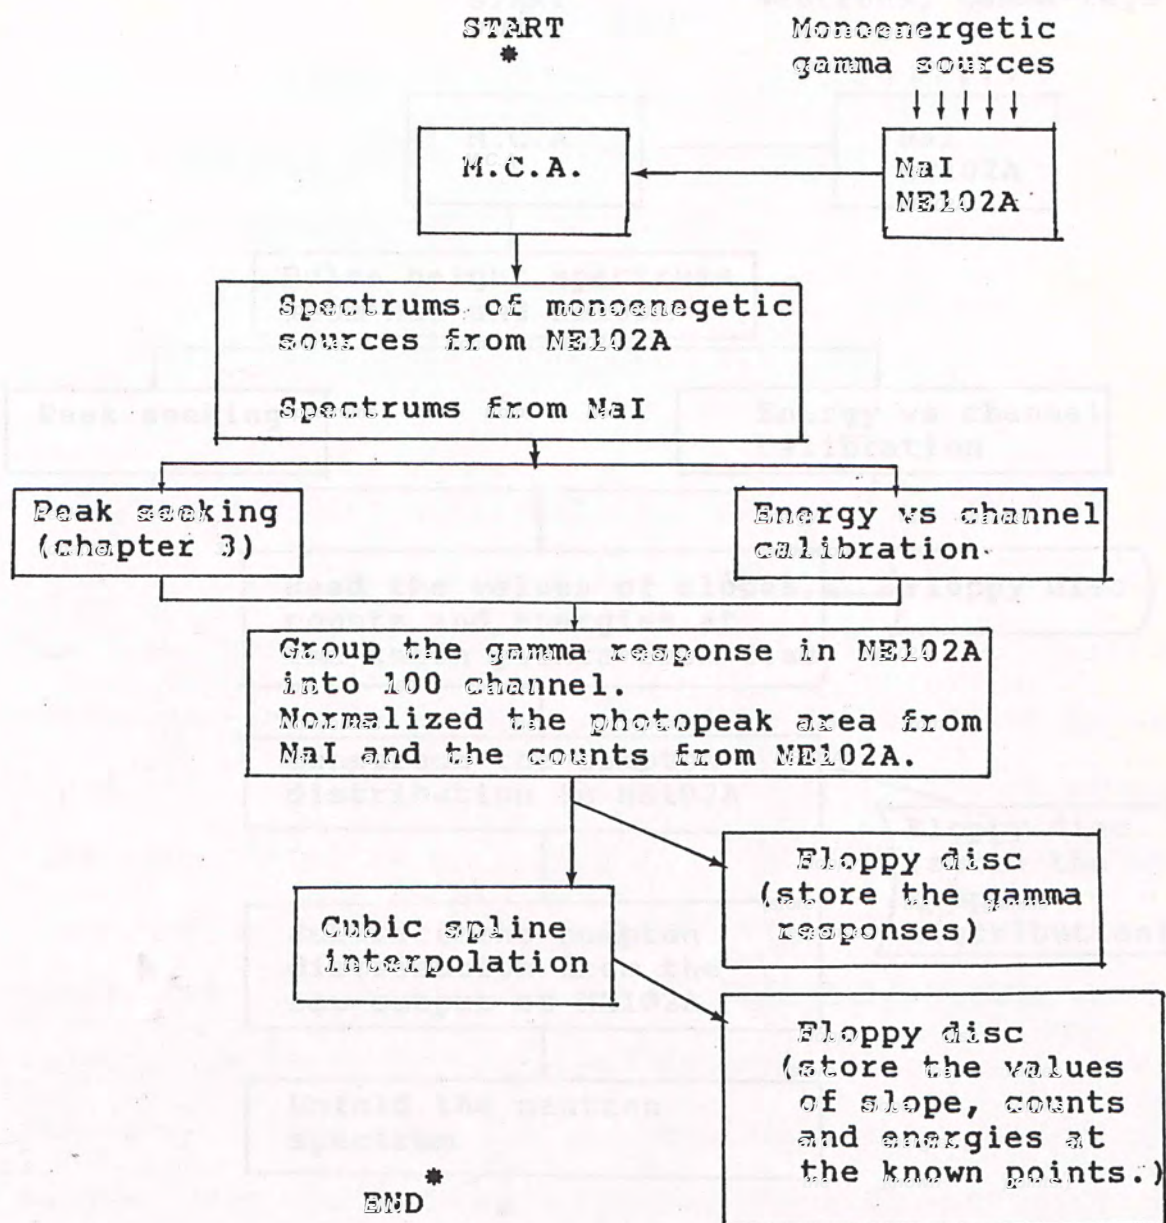 START
*
Monoenergetic
gamma sources
M.C.A.
NaI
NE102A
Spectrums of monoenegetic
sources from NE102A
Spectrums from NaI
Peak seeking
(chapter 3)
Energy vs channel
calibration
Group the gamma response in NE102A
into 100 channel.
Normalized the photopeak area from
NaI and the counts from NE102A.
Floppy disc
(store the gamma
responses)
Cubic spline
interpolation
Floppy disc
(store the values
of slope, counts
and energies at
the known points.)
*
END